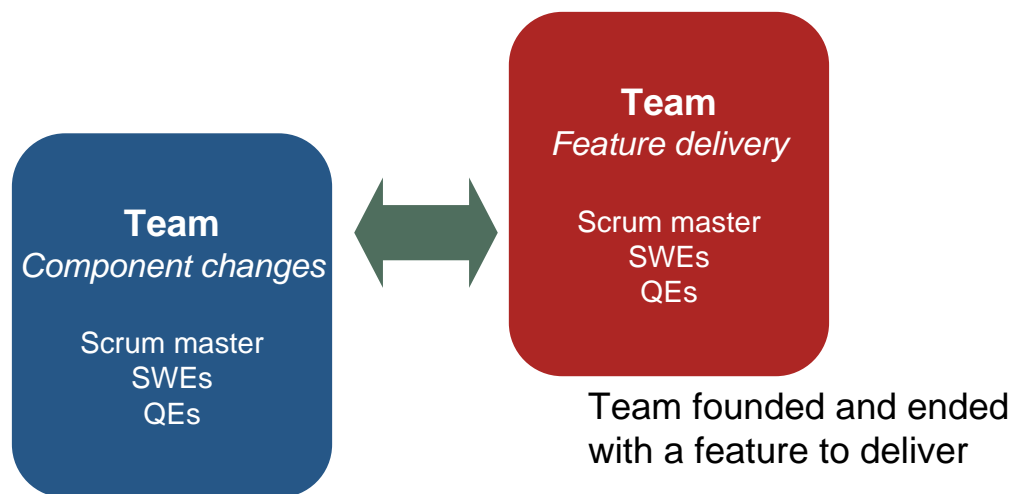 Team
Component changes
Scrum master
SWEs
QEs
Team
Feature delivery
Scrum master
SWEs
QEs
Team founded and ended
with a feature to deliver